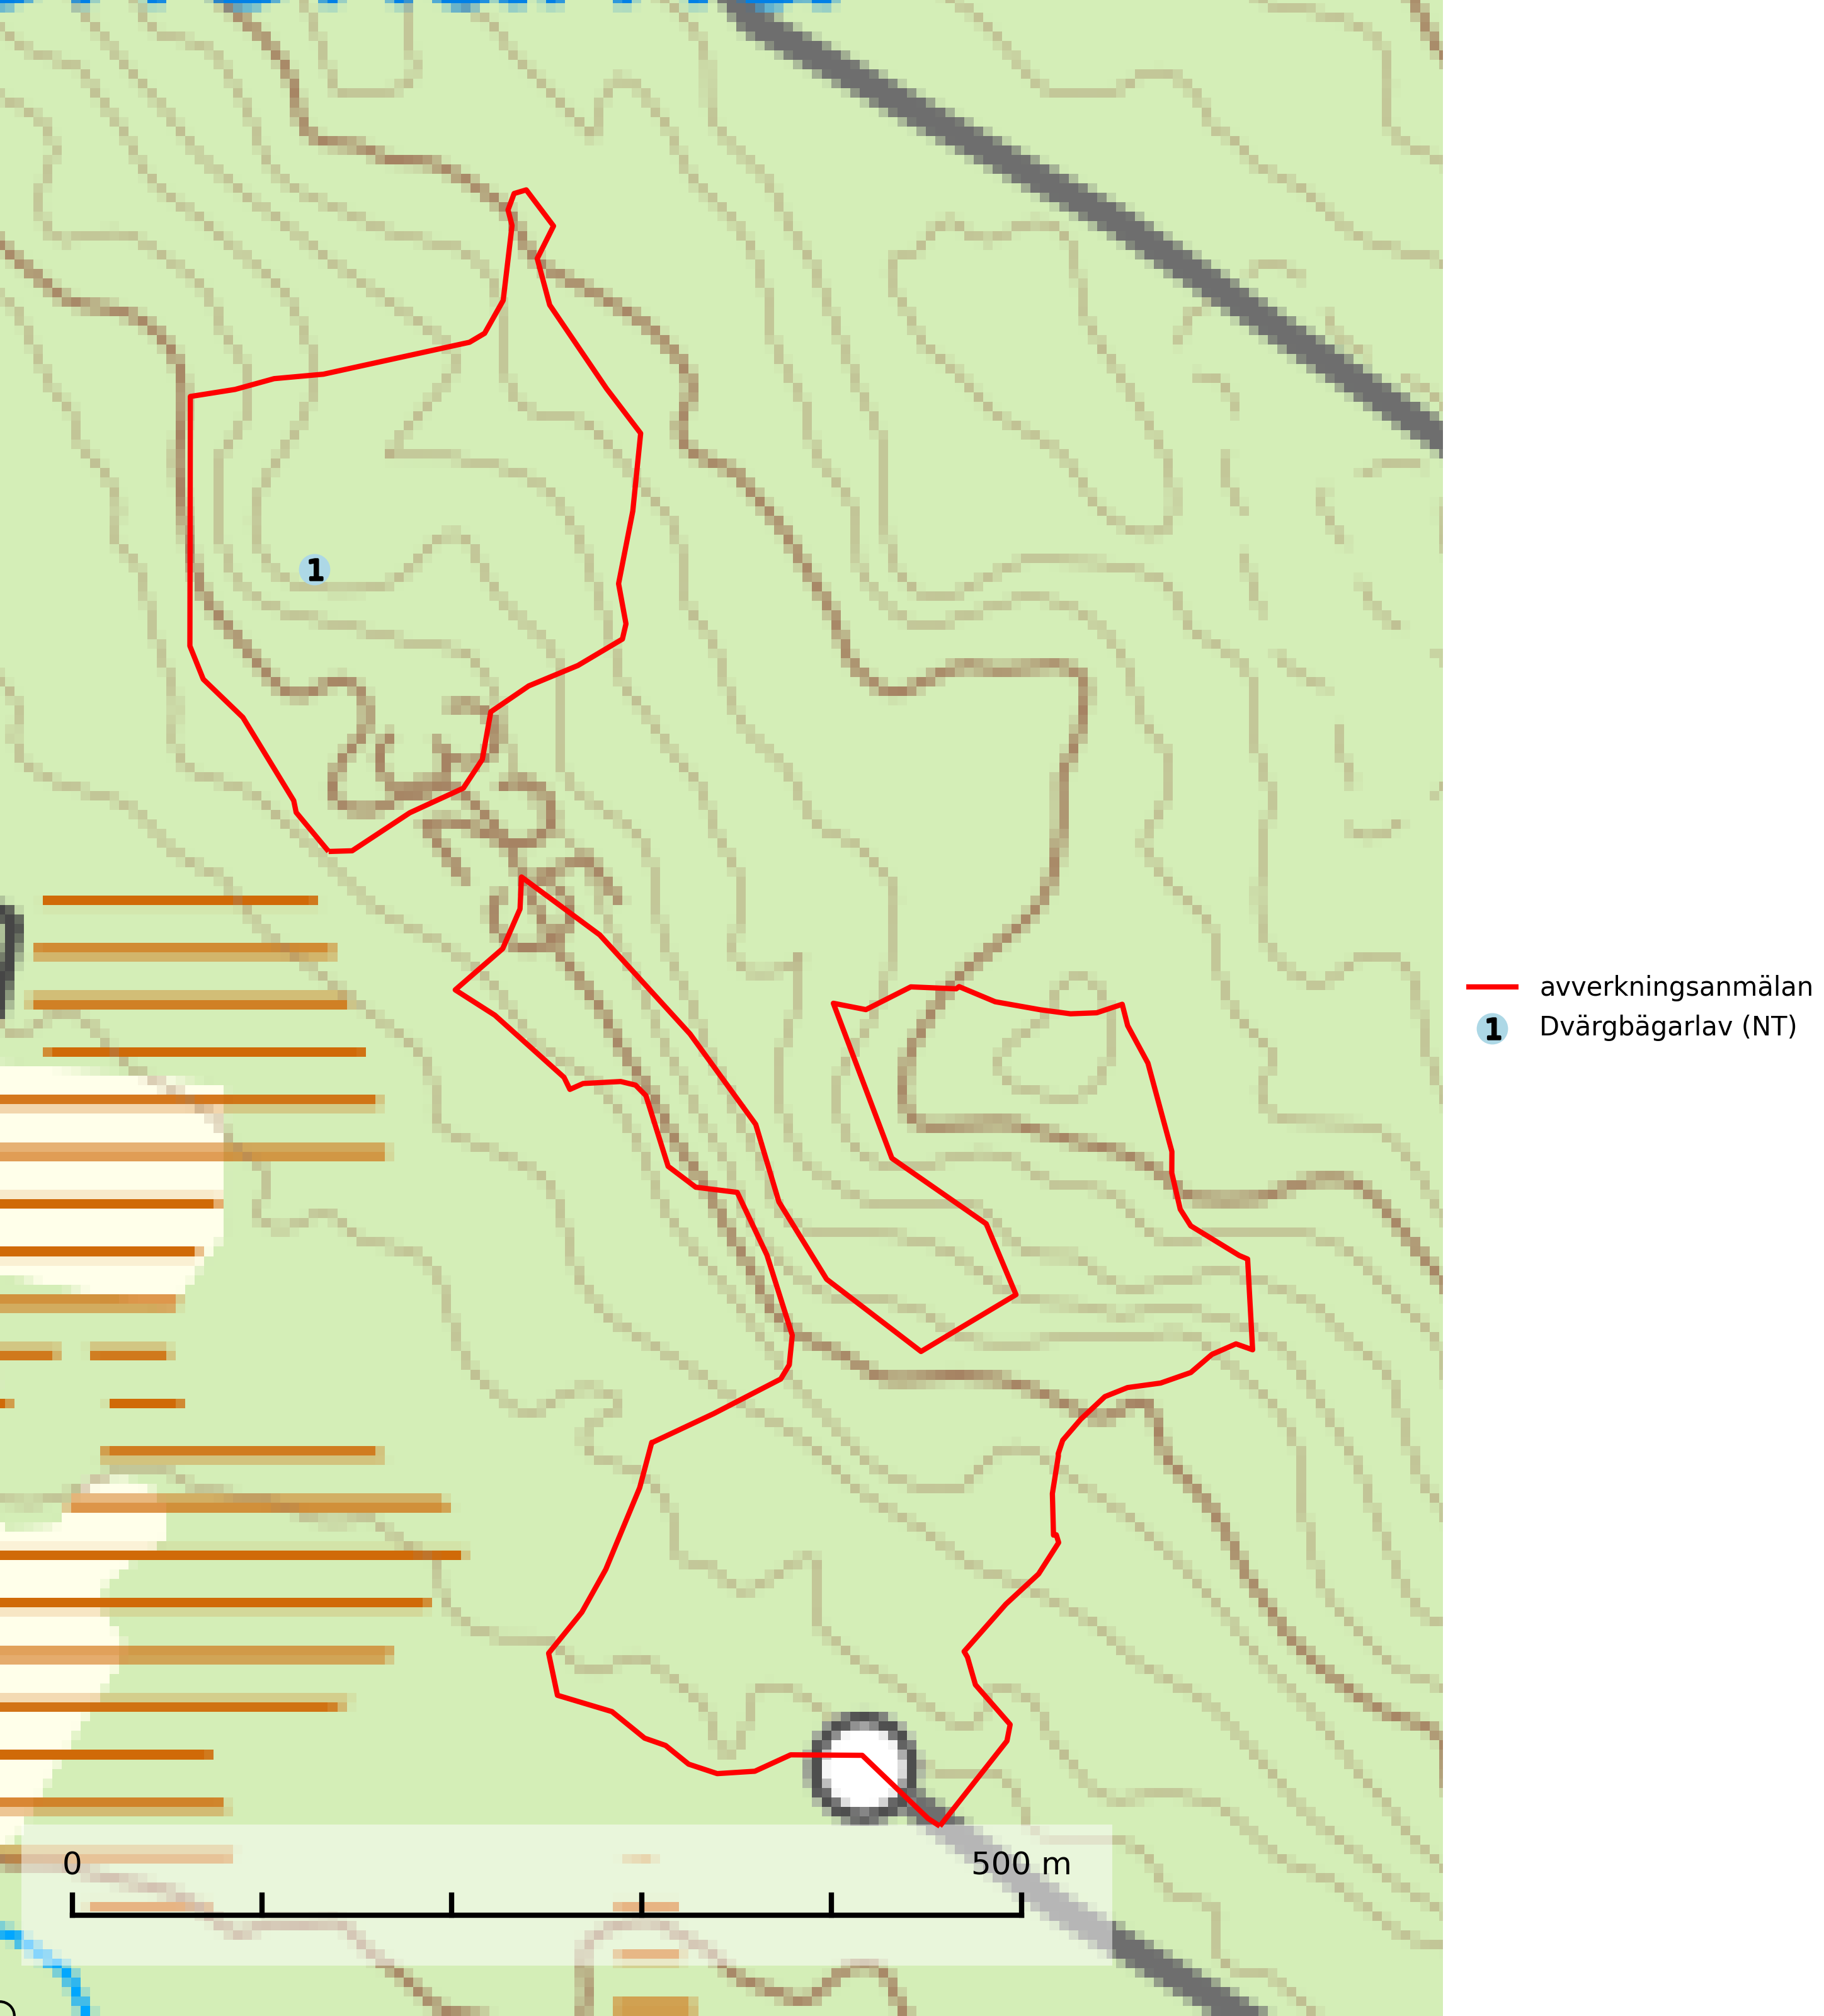 1
avverkningsanmälan
1 Dvärgbägarlav (NT)
0 500 m